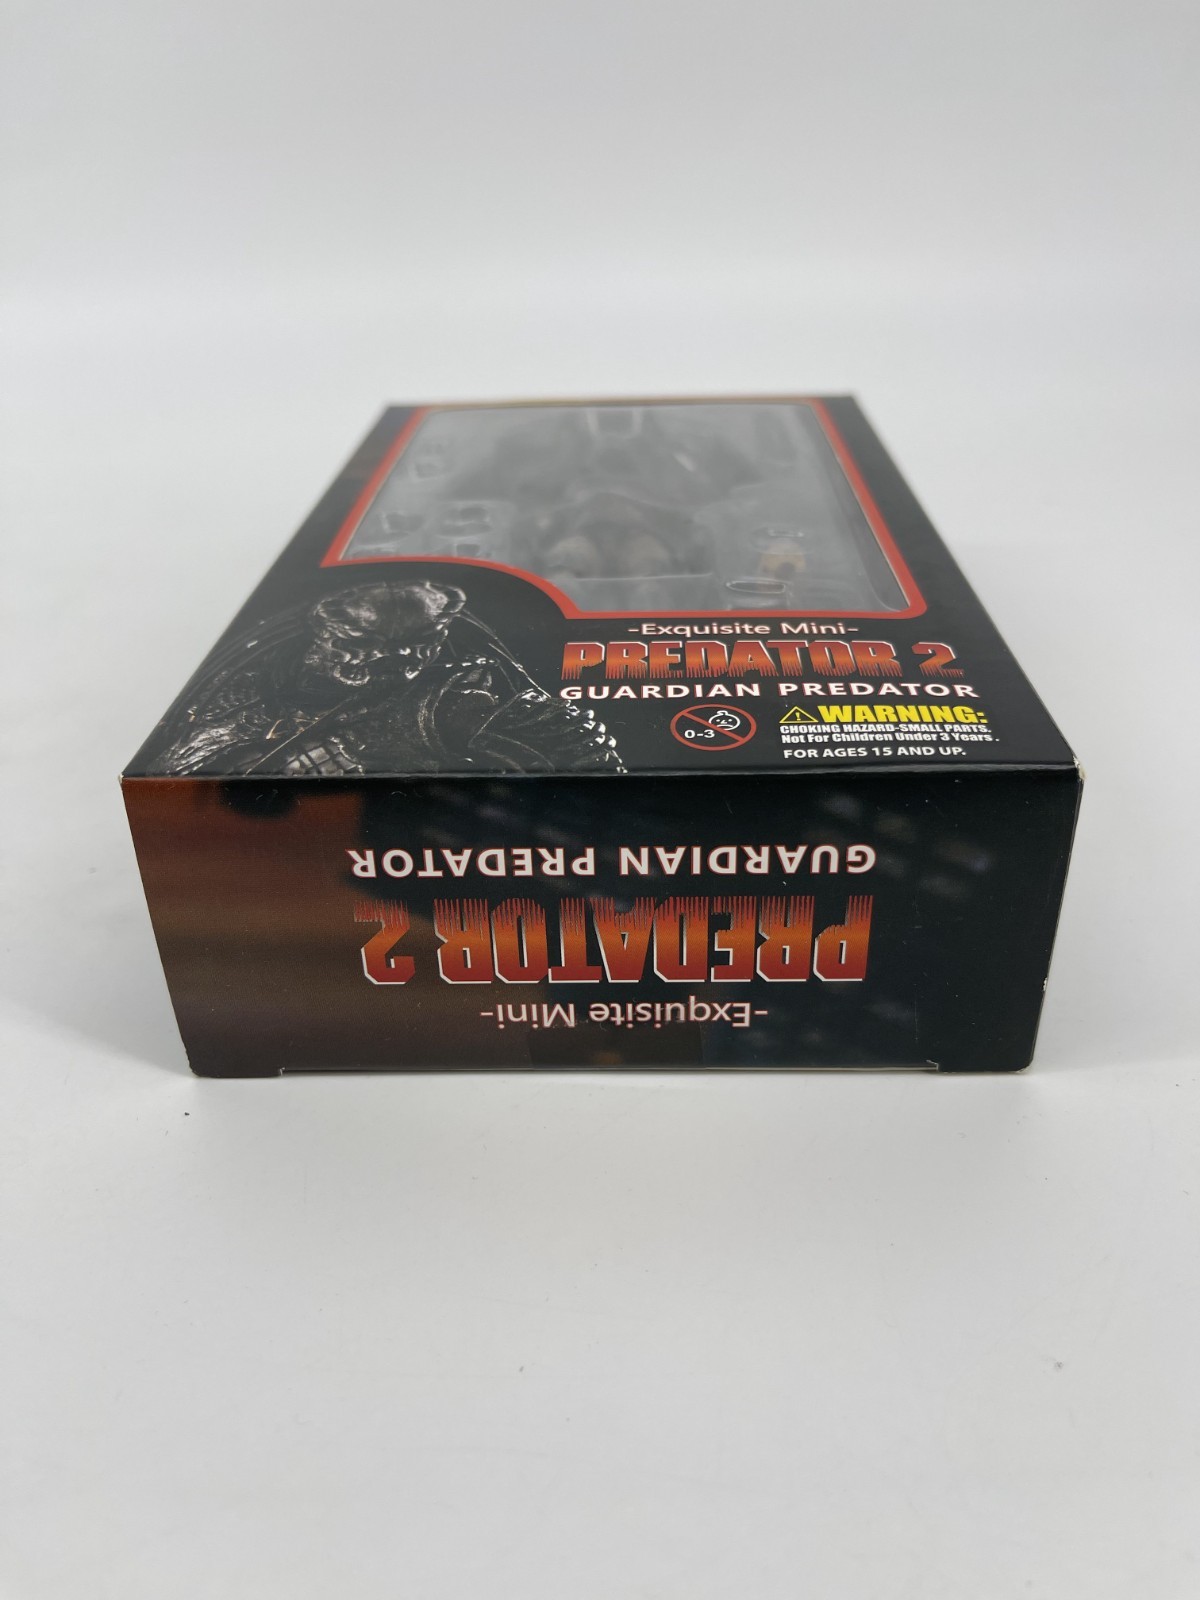 -Exquisite Mini-
PREDATOR 2
GUARDIAN PREDATOR
0-3
WARNING:
CHOKING HAZARD-SMALL PARTS.
Not For Children Under 3 Years.
FOR AGES 15 AND UP.
-Exquisite Mini-
PREDATOR 2
GUARDIAN PREDATOR